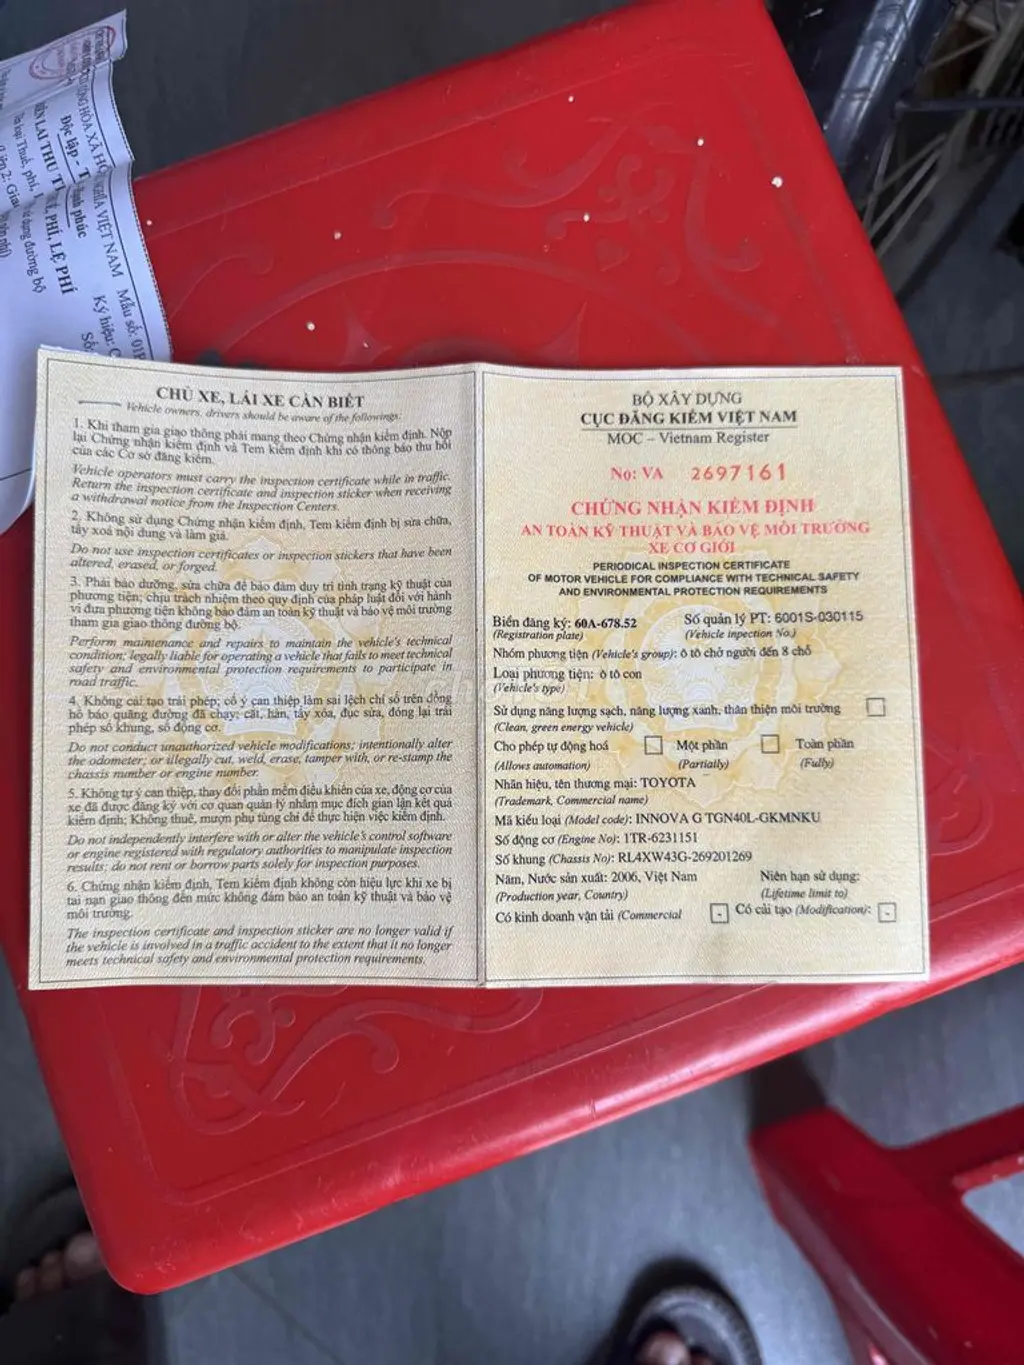 CỘNG HÒA XÃ HỘI
NGHĨA VIỆT NAM
Mẫu số: 01
Độc lập - T
phúc
Ký hiệu: C
BIÊN LAI THU
PHÍ, LỆ PHÍ
loại Thuế, phí,
dụng đường bộ
Số
CHỦ XE, LÁI XE CẦN BIẾT
Vehicle owners, drivers should be aware of the followings:
1. Khi tham gia giao thông phải mang theo Chứng nhận kiểm định. Nộp
lại Chứng nhận kiểm định và Tem kiểm định khi có thông báo thu hồi
của các Cơ sở đăng kiểm.
Vehicle operators must carry the inspection certificate while in traffic.
Return the inspection certificate and inspection sticker when receiving
a withdrawal notice from the Inspection Centers.
2. Không sử dụng Chứng nhận kiểm định, Tem kiểm định bị sửa chữa,
tẩy xoá nội dung và làm giả.
Do not use inspection certificates or inspection stickers that have been
altered, erased, or forged.
3. Phải bảo dưỡng, sửa chữa để bảo đảm duy trì tình trạng kỹ thuật của
phương tiện; chịu trách nhiệm theo quy định của pháp luật đối với hành
vi đưa phương tiện không bảo đảm an toàn kỹ thuật và bảo vệ môi trường
tham gia giao thông đường bộ.
Perform maintenance and repairs to maintain the vehicle's technical
condition; legally liable for operating a vehicle that fails to meet technical
safety and environmental protection requirements to participate in
road traffic.
4. Không cải tạo trái phép; cố ý can thiệp làm sai lệch chỉ số trên đồng
hồ báo quãng đường đã chạy; cắt, hàn, tẩy xóa, đục sửa, đóng lại trái
phép số khung, số động cơ.
Do not conduct unauthorized vehicle modifications; intentionally alter
the odometer; or illegally cut, weld, erase, tamper with, or re-stamp the
chassis number or engine number.
5. Không tự ý can thiệp, thay đổi phần mềm điều khiển của xe, động cơ của
xe đã được đăng ký với cơ quan quản lý nhằm mục đích gian lận kết quả
kiểm định; Không thuê, mượn phụ tùng chỉ để thực hiện việc kiểm định.
Do not independently interfere with or alter the vehicle's control software
or engine registered with regulatory authorities to manipulate inspection
results; do not rent or borrow parts solely for inspection purposes.
6. Chứng nhận kiểm định, Tem kiểm định không còn hiệu lực khi xe bị
tai nạn giao thông đến mức không đảm bảo an toàn kỹ thuật và bảo vệ
môi trường.
The inspection certificate and inspection sticker are no longer valid if
the vehicle is involved in a traffic accident to the extent that it no longer
meets technical safety and environmental protection requirements.
BỘ XÂY DỰNG
CỤC ĐĂNG KIỂM VIỆT NAM
MOC – Vietnam Register
No: VA 2697161
CHỨNG NHẬN KIỂM ĐỊNH
AN TOÀN KỸ THUẬT VÀ BẢO VỆ MÔI TRƯỜNG
XE CƠ GIỚI
PERIODICAL INSPECTION CERTIFICATE
OF MOTOR VEHICLE FOR COMPLIANCE WITH TECHNICAL SAFETY
AND ENVIRONMENTAL PROTECTION REQUIREMENTS
Biển đăng ký: 60A-678.52 Số quản lý PT: 6001S-030115
(Registration plate) (Vehicle inpection No.)
Nhóm phương tiện (Vehicle's group): ô tô chở người đến 8 chỗ
Loại phương tiện: ô tô con
(Vehicle's type)
Sử dụng năng lượng sạch, năng lượng xanh, thân thiện môi trường
(Clean, green energy vehicle)
Cho phép tự động hoá Một phần Toàn phần
(Allows automation) (Partially) (Fully)
Nhãn hiệu, tên thương mại: TOYOTA
(Trademark, Commercial name)
Mã kiểu loại (Model code): INNOVA G TGN40L-GKMNKU
Số động cơ (Engine No): 1TR-6231151
Số khung (Chassis No): RL4XW43G-269201269
Năm, Nước sản xuất: 2006, Việt Nam Niên hạn sử dụng:
(Production year, Country) (Lifetime limit to)
Có kinh doanh vận tải (Commercial - Có cải tạo (Modification): -